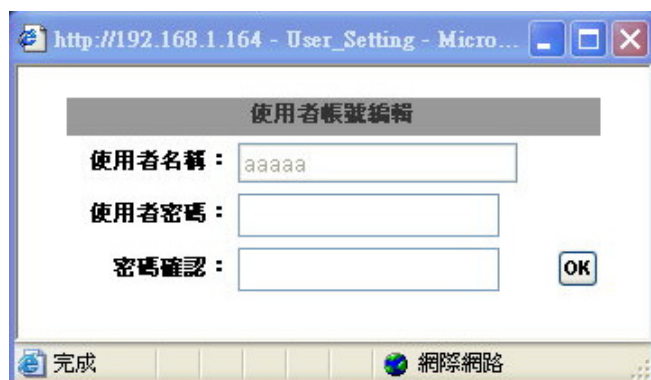 http://192.168.1.164 - User_Setting - Micro...
使用者帳號編輯
使用者名稱：aaaaa
使用者密碼：
密碼確認：
OK
完成 網際網路